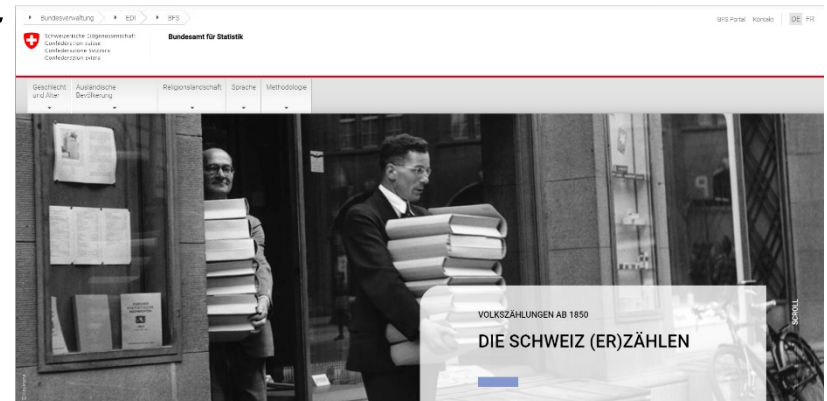 Bundesverwaltung EDI BFS
BFS Portal Kontakt DE FR
Schweizerische Eidgenossenschaft
Confédération suisse
Confederazione Svizzera
Confederaziun svizra
Bundesamt für Statistik
Geschlecht und Alter
Ausländische Bevölkerung
Religionslandschaft
Sprache
Methodologie
VOLKSZÄHLUNGEN AB 1850
DIE SCHWEIZ (ER)ZÄHLEN
SCROLL